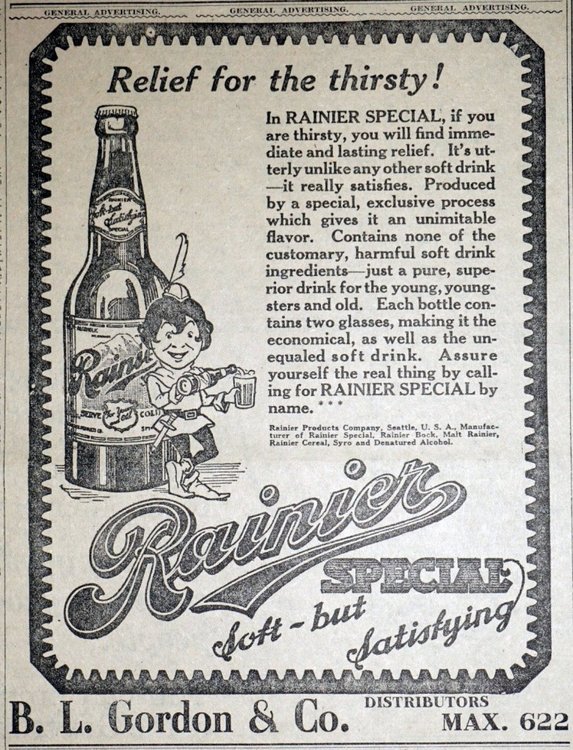 GENERAL ADVERTISING. GENERAL ADVERTISING. GENERAL ADVERTISING.
Relief for the thirsty!
In RAINIER SPECIAL, if you
are thirsty, you will find imme-
diate and lasting relief. It's ut-
terly unlike any other soft drink
—it really satisfies. Produced
by a special, exclusive process
which gives it an unimitable
flavor. Contains none of the
customary, harmful soft drink
ingredients—just a pure, supe-
rior drink for the young, young-
sters and old. Each bottle con-
tains two glasses, making it the
economical, as well as the un-
equaled soft drink. Assure
yourself the real thing by call-
ing for RAINIER SPECIAL by
name. * * *
Rainier Products Company, Seattle, U. S. A., Manufac-
turer of Rainier Special, Rainier Bock, Malt Rainier,
Rainier Cereal, Syro and Denatured Alcohol.
RAINIER
Satisfying
SPECIAL
Rainie
SERVE COLD
Rainier
SPECIAL
Soft-but
Satisfying
B. L. Gordon & Co. DISTRIBUTORS
MAX. 622